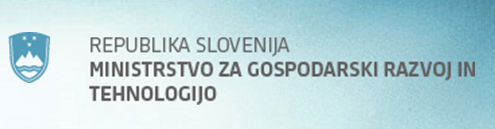 REPUBLIKA SLOVENIJA
MINISTRSTVO ZA GOSPODARSKI RAZVOJ IN
TEHNOLOGIJO